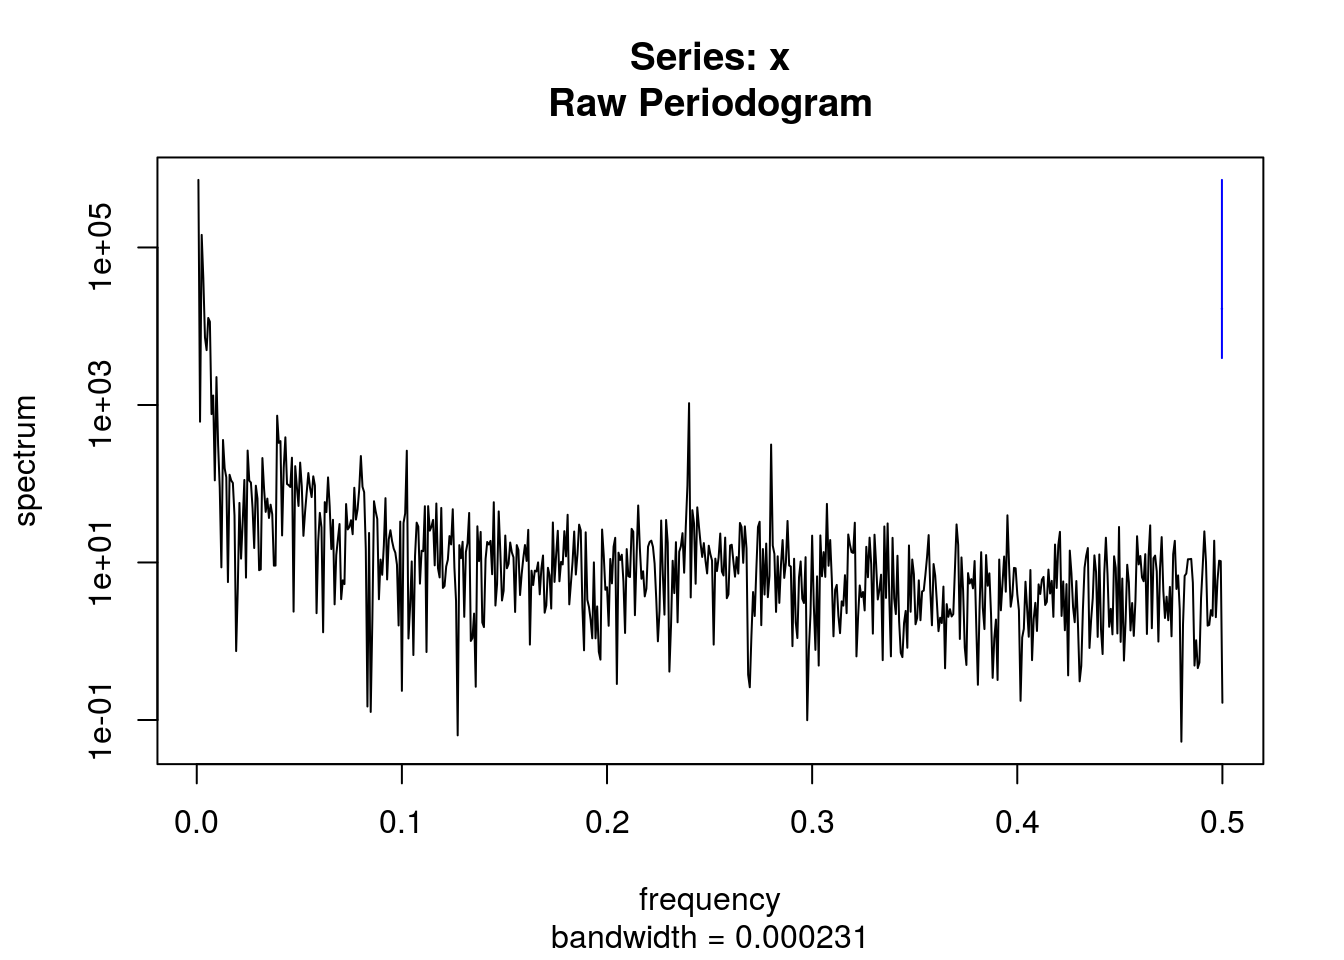 Series: x
Raw Periodogram
spectrum
1e+05
1e+03
1e+01
1e-01
0.0 0.1 0.2 0.3 0.4 0.5
frequency
bandwidth = 0.000231